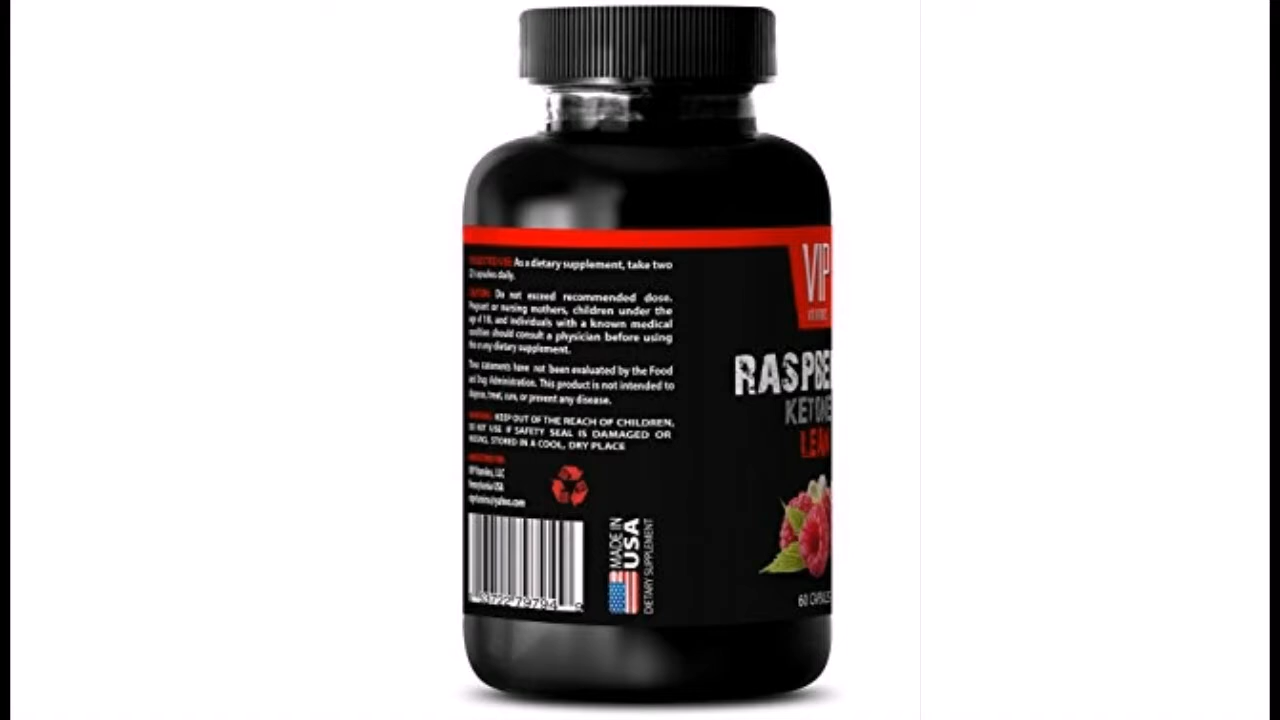 As a dietary supplement, take two
capsules daily.
Do not exceed recommended dose.
Pregnant or nursing mothers, children under the
age of 18, and individuals with a known medical
condition should consult a physician before using
this or any dietary supplement.
These statements have not been evaluated by the Food
and Drug Administration. This product is not intended to
diagnose, treat, cure, or prevent any disease.
KEEP OUT OF THE REACH OF CHILDREN.
DO NOT USE IF SAFETY SEAL IS DAMAGED OR
MISSING. STORED IN A COOL, DRY PLACE
VIP Vitamins, LLC
USA
MADE IN
USA
DIETARY SUPPLEMENT
VIP
RASPBE
KETONE
LEAN
60 CAPSULE